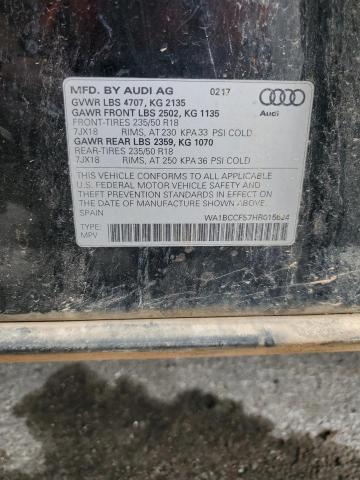 MFD. BY AUDI AG 0217
GVWR LBS 4707, KG 2135
GAWR FRONT LBS 2502, KG 1135
FRONT-TIRES 235/50 R18
7JX18 RIMS, AT 230 KPA 33 PSI COLD
GAWR REAR LBS 2359, KG 1070
REAR-TIRES 235/50 R18
7JX18 RIMS, AT 250 KPA 36 PSI COLD
Audi
THIS VEHICLE CONFORMS TO ALL APPLICABLE
U.S. FEDERAL MOTOR VEHICLE SAFETY AND
THEFT PREVENTION STANDARDS IN EFFECT ON THE
DATE OF MANUFACTURE SHOWN ABOVE.
SPAIN
TYPE:
MPV